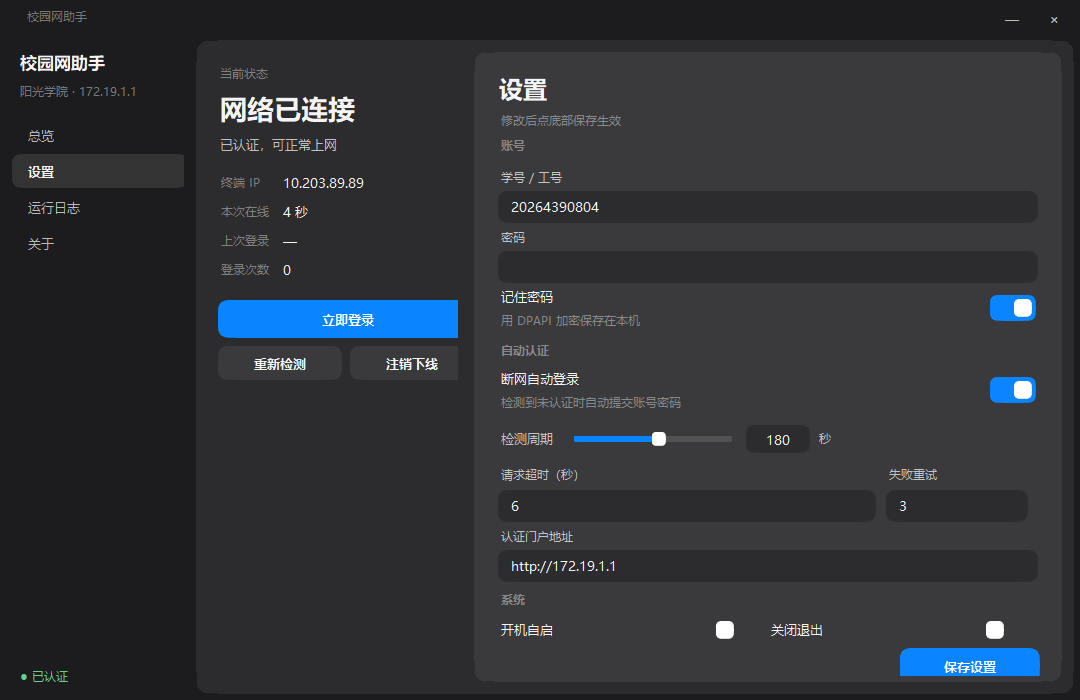 校园网助手
校园网助手
阳光学院 · 172.19.1.1
总览
设置
运行日志
关于
已认证
当前状态
网络已连接
已认证，可正常上网
终端 IP 10.203.89.89
本次在线 4 秒
上次登录 —
登录次数 0
立即登录
重新检测 注销下线
设置
修改后点底部保存生效
账号
学号 / 工号
20264390804
密码
记住密码
用 DPAPI 加密保存在本机
自动认证
断网自动登录
检测到未认证时自动提交账号密码
检测周期 180 秒
请求超时（秒） 失败重试
6 3
认证门户地址
http://172.19.1.1
系统
开机自启 关闭退出
保存设置